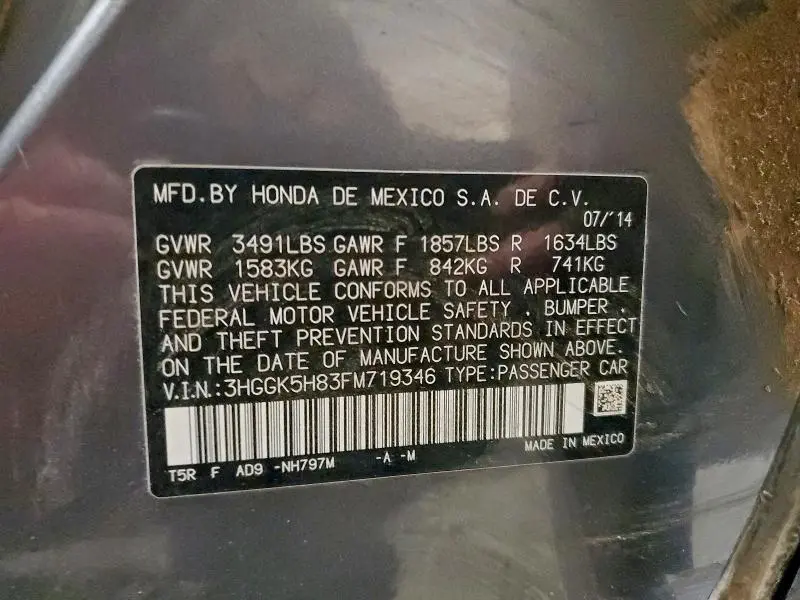 MFD.BY HONDA DE MEXICO S.A. DE C.V.
07/'14
GVWR 3491LBS GAWR F 1857LBS R 1634LBS
GVWR 1583KG GAWR F 842KG R 741KG
THIS VEHICLE CONFORMS TO ALL APPLICABLE
FEDERAL MOTOR VEHICLE SAFETY , BUMPER ,
AND THEFT PREVENTION STANDARDS IN EFFECT
ON THE DATE OF MANUFACTURE SHOWN ABOVE.
V.I.N.:3HGGK5H83FM719346 TYPE:PASSENGER CAR
MADE IN MEXICO
T5R F AD9 -NH797M -A -M